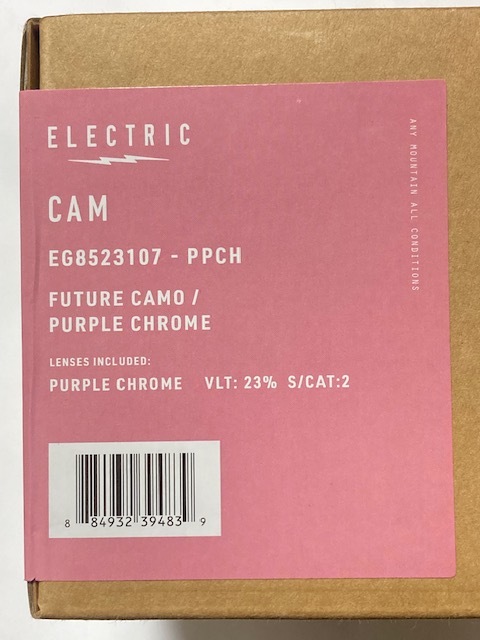 ELECTRIC
CAM
EG8523107 - PPCH
FUTURE CAMO /
PURPLE CHROME
LENSES INCLUDED:
PURPLE CHROME VLT: 23% S/CAT:2
8 84932 39483 9
ANY MOUNTAIN ALL CONDITIONS